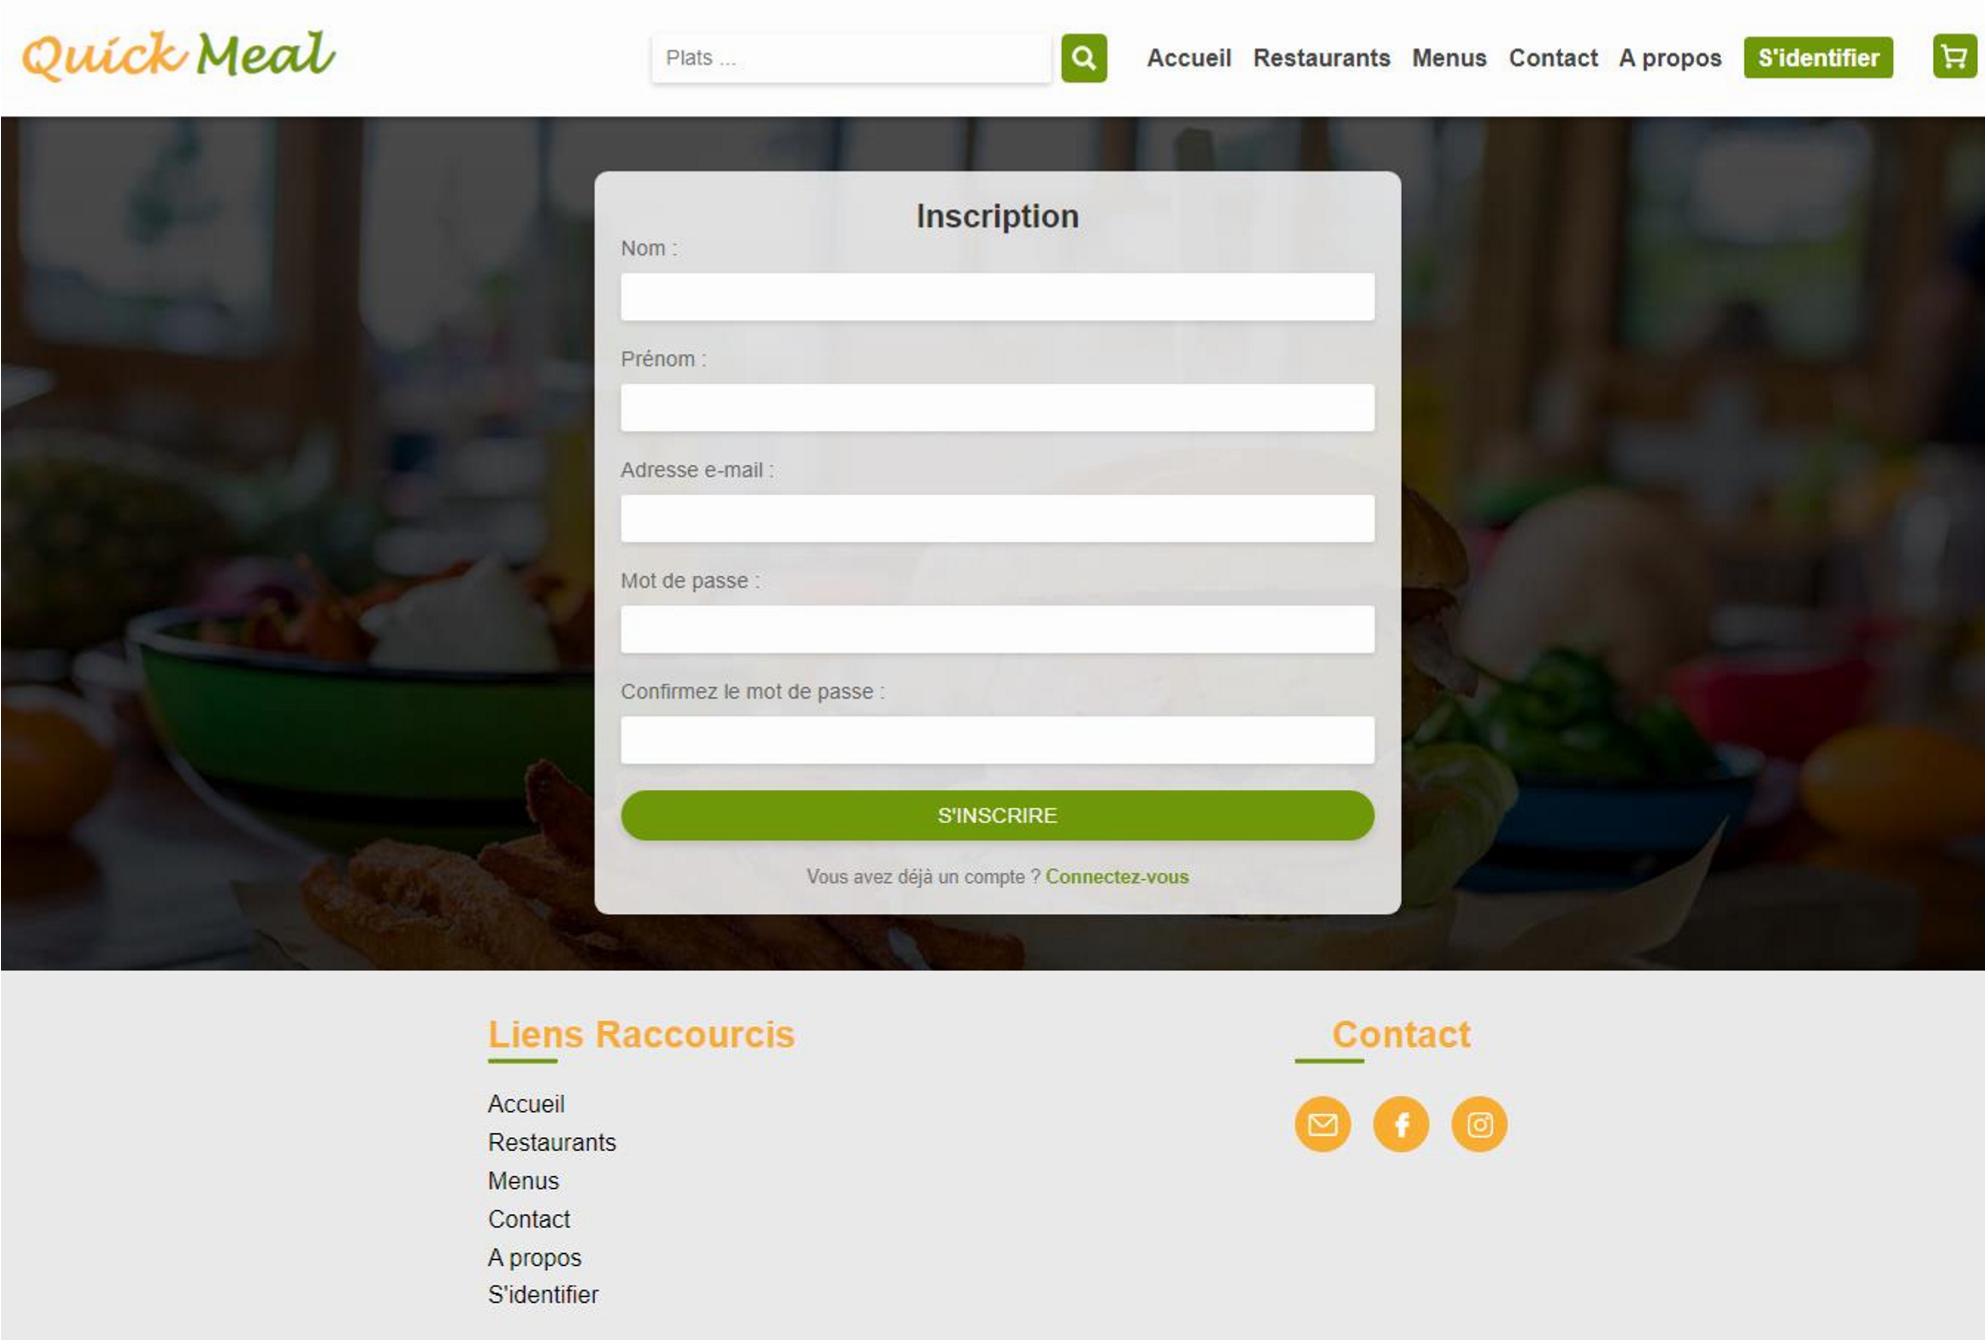 Quick Meal
Plats ...
Accueil Restaurants Menus Contact A propos S'identifier
Inscription
Nom :
Prénom :
Adresse e-mail :
Mot de passe :
Confirmez le mot de passe :
S'INSCRIRE
Vous avez déjà un compte ? Connectez-vous
Liens Raccourcis
Accueil
Restaurants
Menus
Contact
A propos
S'identifier
Contact